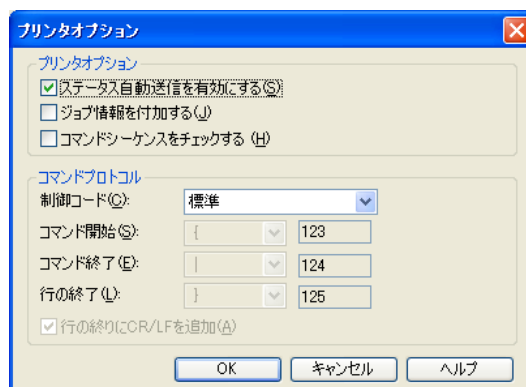 プリンタオプション
プリンタオプション
ステータス自動送信を有効にする(S)
ジョブ情報を付加する(J)
コマンドシーケンスをチェックする (H)
コマンドプロトコル
制御コード(C): 標準
コマンド開始(S): { 123
コマンド終了(E): | 124
行の終了(L): } 125
行の終りにCR/LFを追加(A)
OK キャンセル ヘルプ